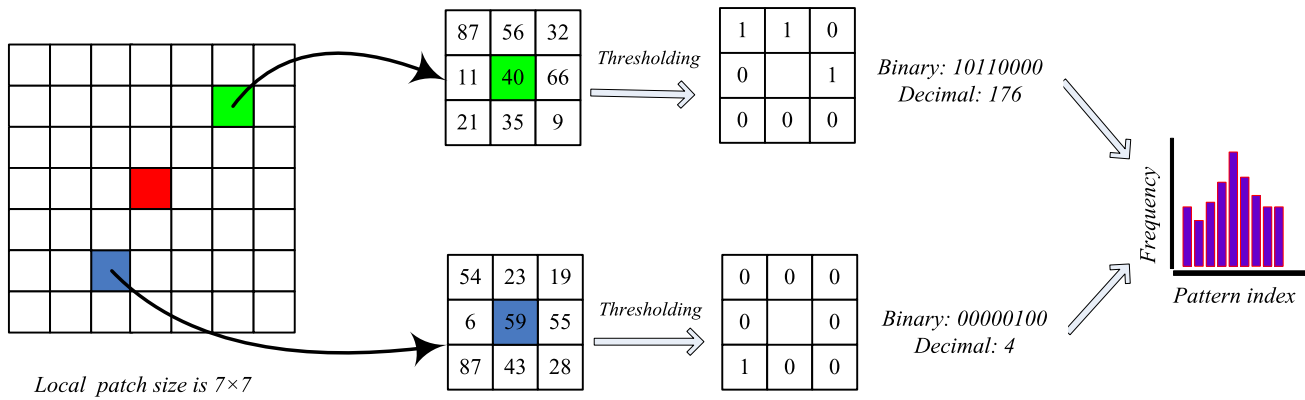 87 56 32
11 40 66
21 35 9
Thresholding
1 1 0
0 1
0 0 0
Binary: 10110000
Decimal: 176
54 23 19
6 59 55
87 43 28
Thresholding
0 0 0
0 0
1 0 0
Binary: 00000100
Decimal: 4
Frequency
Pattern index
Local patch size is 7×7